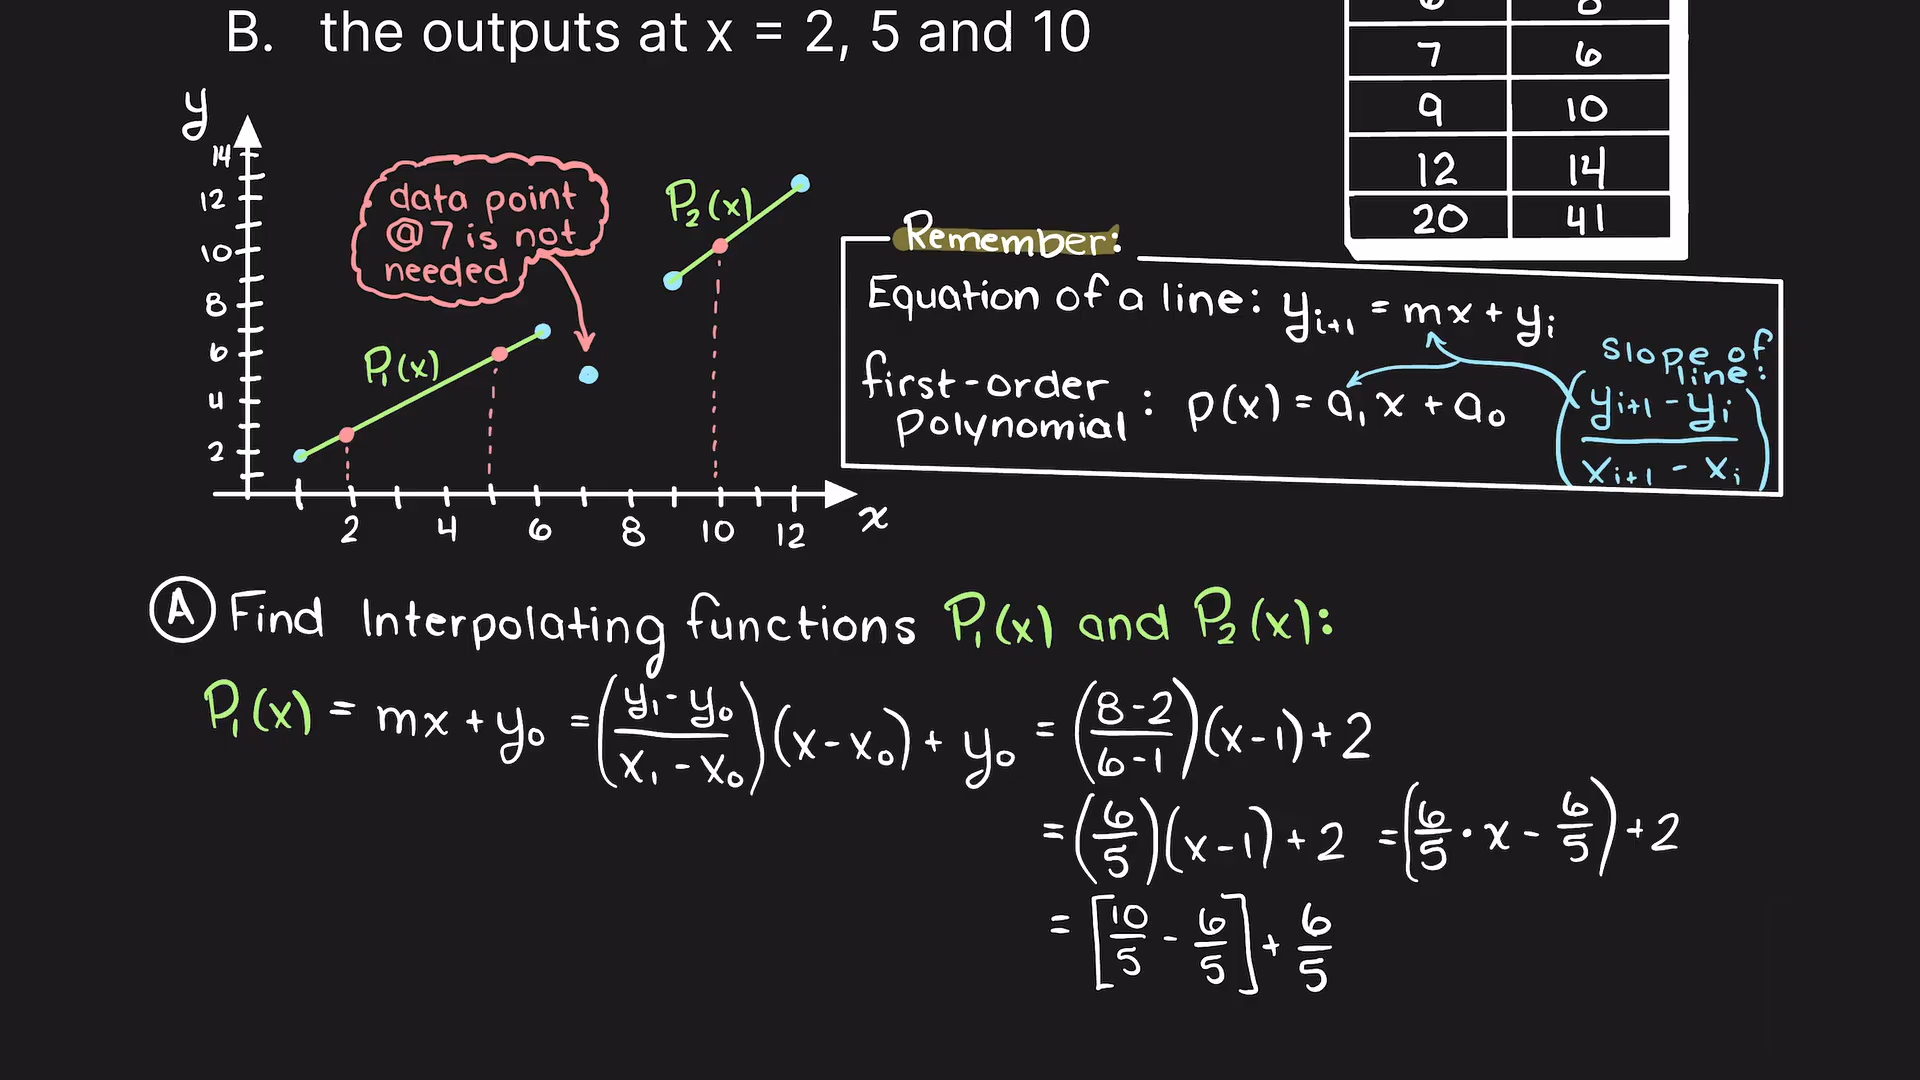 B. the outputs at x = 2, 5 and 10
7 6
9 10
12 14
20 41
y
14
12
10
8
6
4
2
2 4 6 8 10 12
x
data point
@ 7 is not
needed
P₁(x)
P₂(x)
Remember:
Equation of a line: yᵢ₊₁ = mx + yᵢ
first-order
polynomial : p(x) = a₁x + a₀
slope of
line:
(yᵢ₊₁ - yᵢ / xᵢ₊₁ - xᵢ)
A Find Interpolating functions P₁(x) and P₂(x):
P₁(x) = mx + y₀ = (y₁ - y₀ / x₁ - x₀)(x - x₀) + y₀ = (8 - 2 / 6 - 1)(x - 1) + 2
= (6/5)(x - 1) + 2 = (6/5 · x - 6/5) + 2
= [10/5 - 6/5] + 6/5